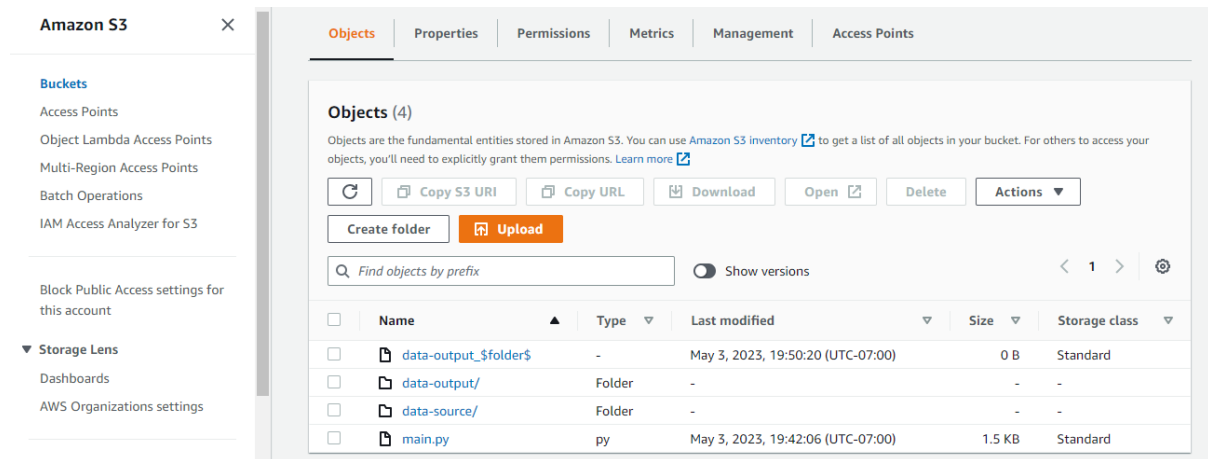 Amazon S3
Buckets
Access Points
Object Lambda Access Points
Multi-Region Access Points
Batch Operations
IAM Access Analyzer for S3
Block Public Access settings for
this account
Storage Lens
Dashboards
AWS Organizations settings
Objects Properties Permissions Metrics Management Access Points
Objects (4)
Objects are the fundamental entities stored in Amazon S3. You can use Amazon S3 inventory to get a list of all objects in your bucket. For others to access your
objects, you'll need to explicitly grant them permissions. Learn more
Copy S3 URI Copy URL Download Open Delete Actions
Create folder Upload
Find objects by prefix Show versions 1
Name Type Last modified Size Storage class
data-output_$folder$ - May 3, 2023, 19:50:20 (UTC-07:00) 0 B Standard
data-output/ Folder - - -
data-source/ Folder - - -
main.py py May 3, 2023, 19:42:06 (UTC-07:00) 1.5 KB Standard